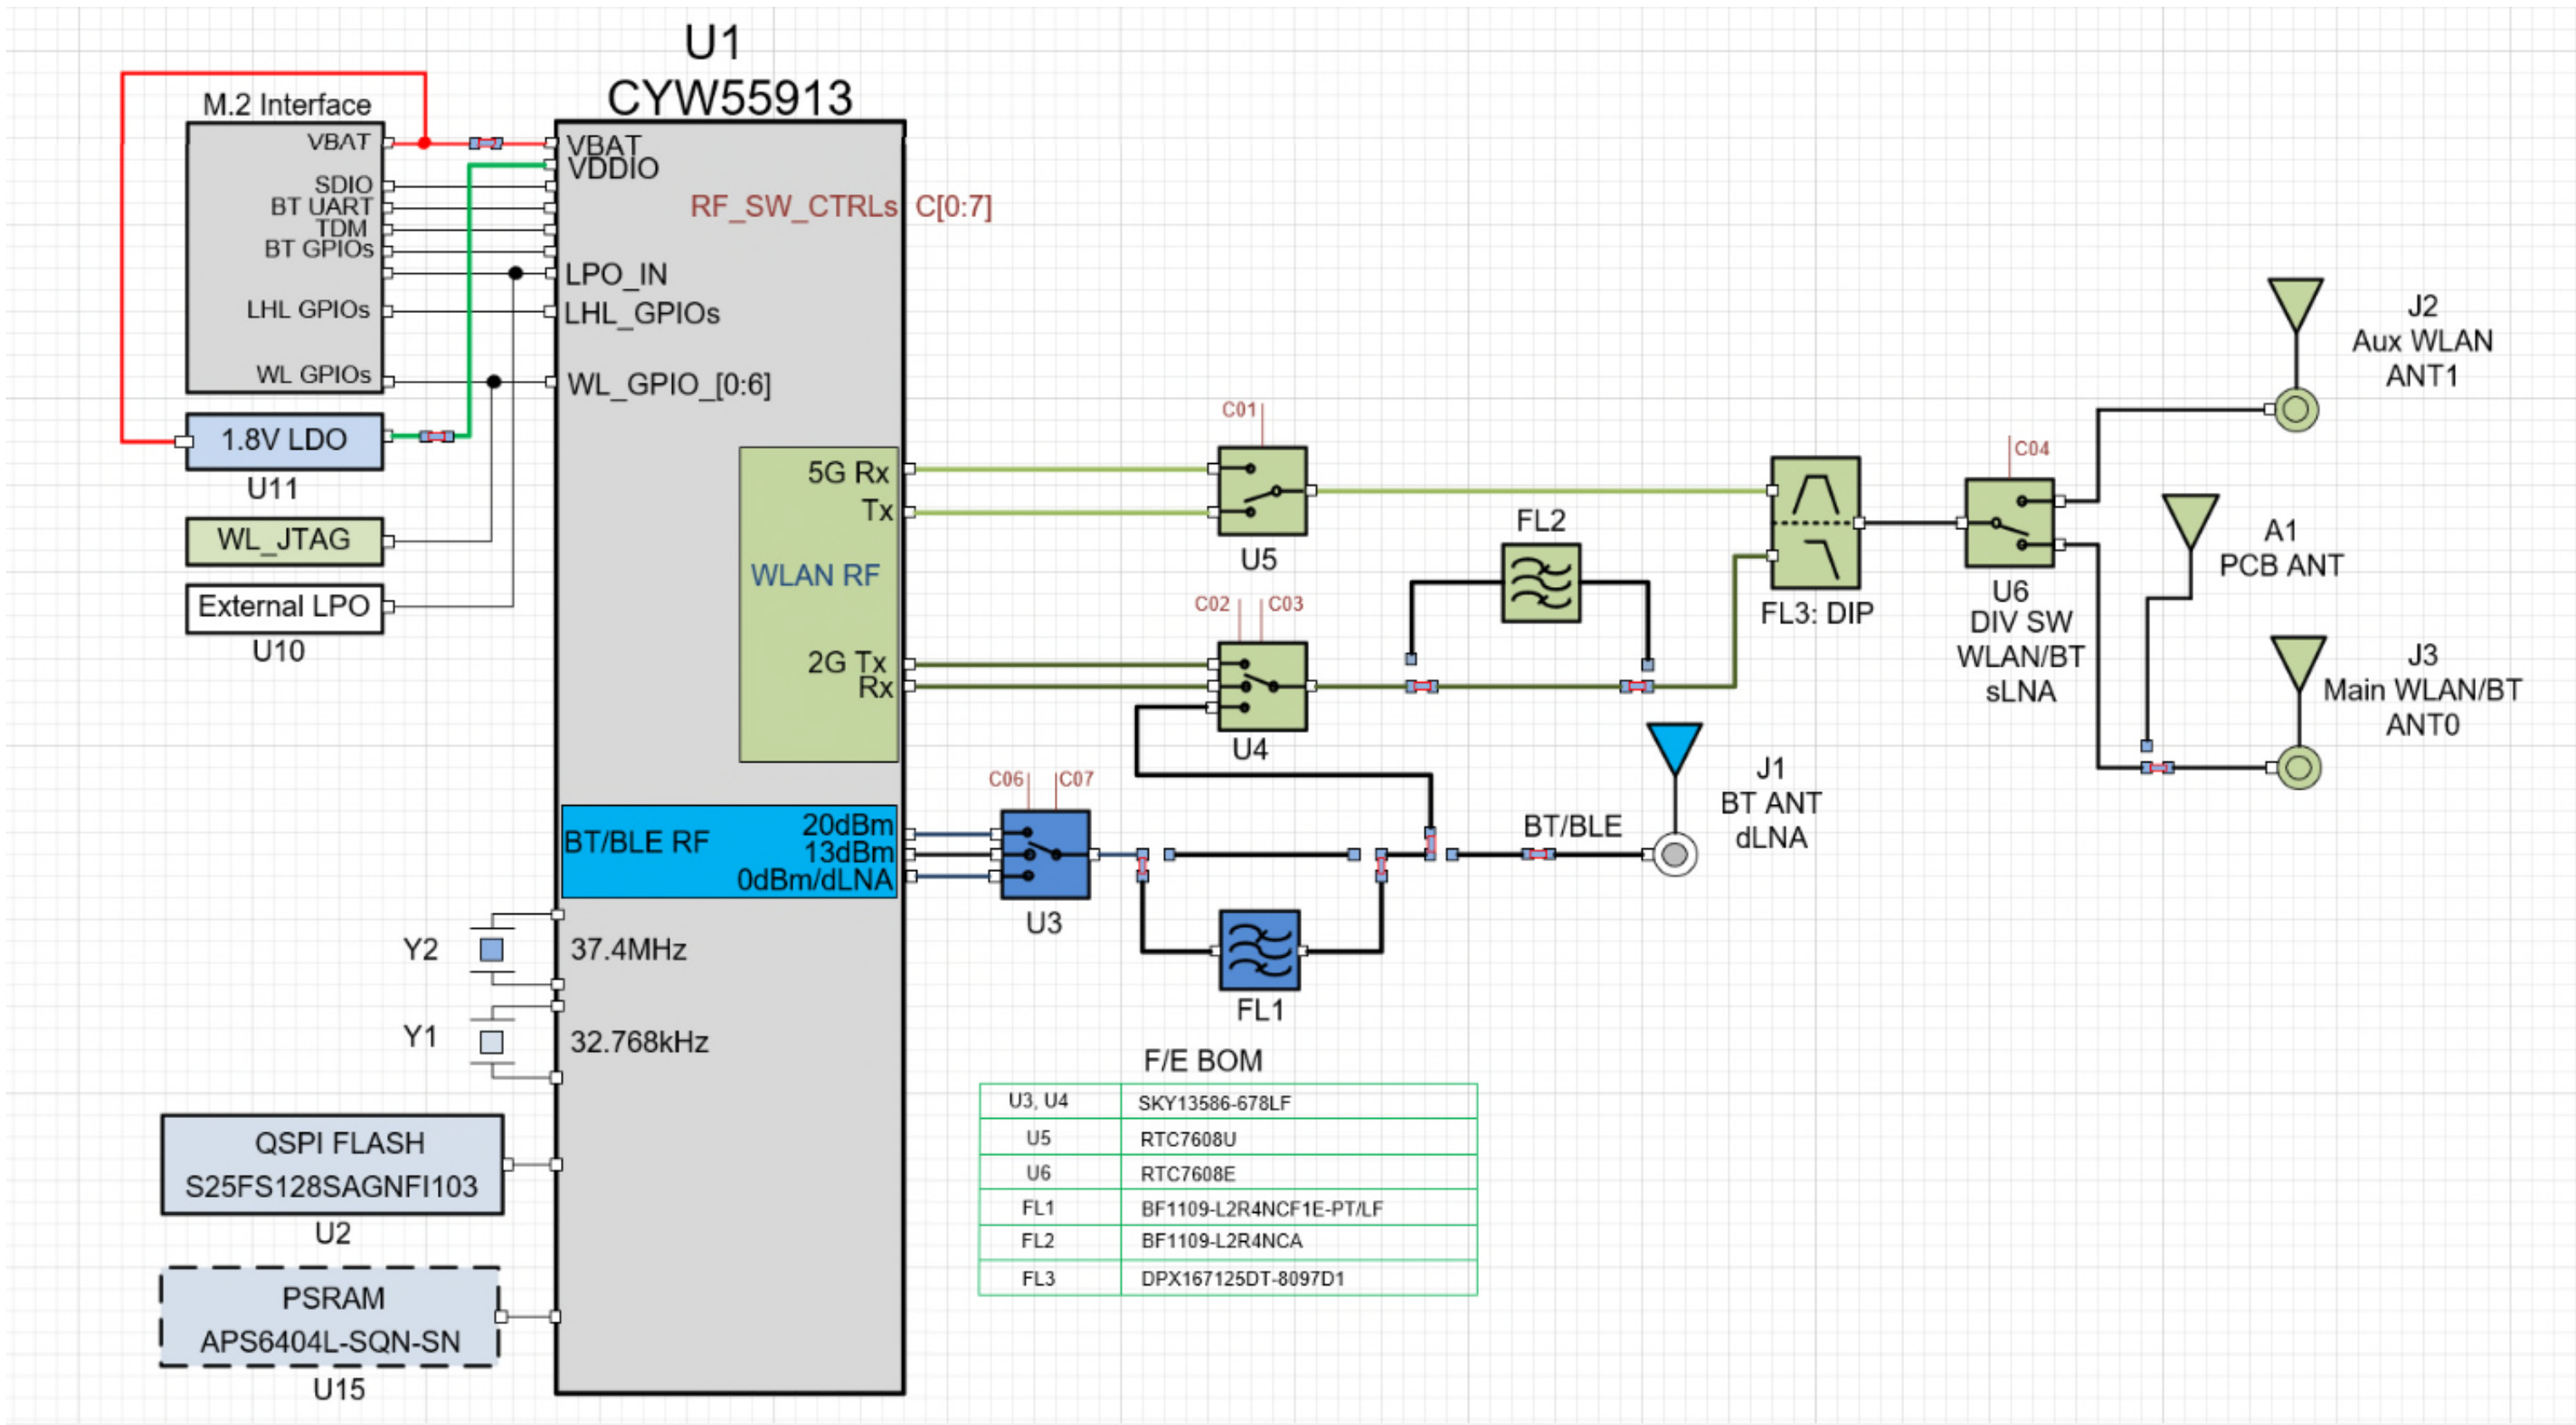 U1
CYW55913
M.2 Interface
VBAT
SDIO
BT UART
TDM
BT GPIOs
LHL GPIOs
WL GPIOs
1.8V LDO
U11
WL_JTAG
External LPO
U10
VBAT
VDDIO
RF_SW_CTRLs
C[0:7]
LPO_IN
LHL_GPIOs
WL_GPIO_[0:6]
5G Rx
Tx
WLAN RF
2G Tx
Rx
BT/BLE RF
20dBm
13dBm
0dBm/dLNA
Y2
37.4MHz
Y1
32.768kHz
QSPI FLASH
S25FS128SAGNFI103
U2
PSRAM
APS6404L-SQN-SN
U15
C01
U5
C02
C03
U4
C06
C07
U3
FL1
FL2
FL3: DIP
BT/BLE
J1
BT ANT
dLNA
C04
U6
DIV SW
WLAN/BT
sLNA
J2
Aux WLAN
ANT1
A1
PCB ANT
J3
Main WLAN/BT
ANT0
F/E BOM
U3, U4 SKY13586-678LF
U5 RTC7608U
U6 RTC7608E
FL1 BF1109-L2R4NCF1E-PT/LF
FL2 BF1109-L2R4NCA
FL3 DPX167125DT-8097D1